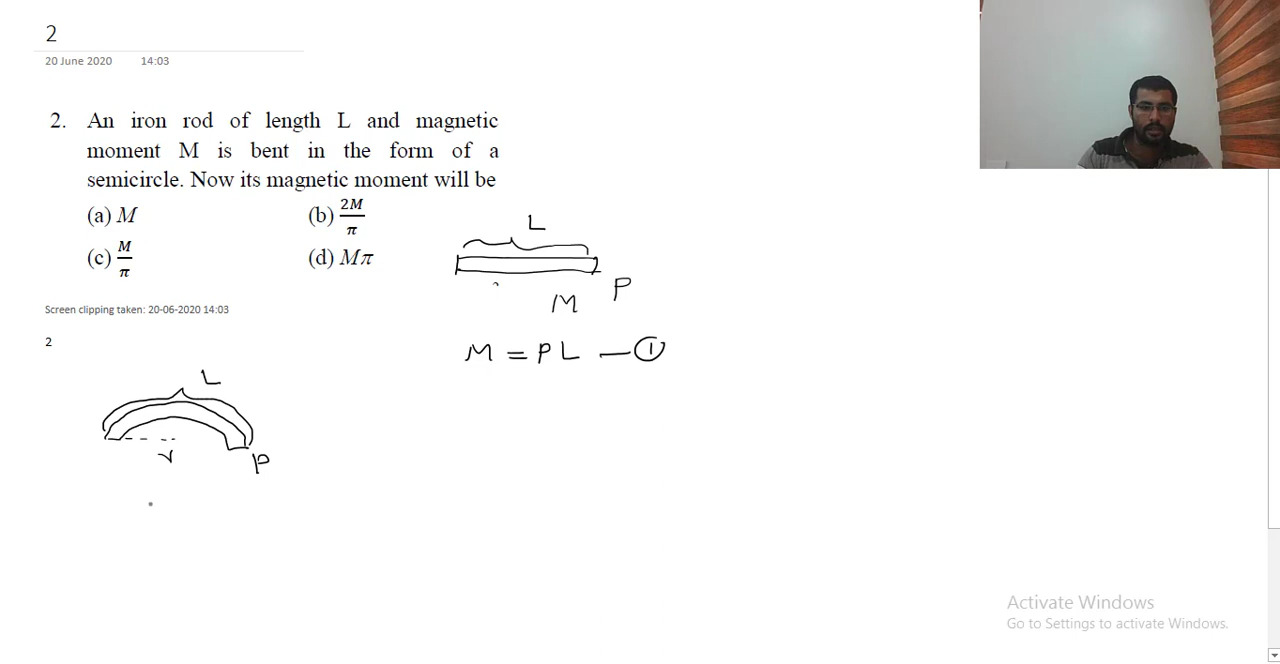 2
20 June 2020 14:03
2. An iron rod of length L and magnetic
moment M is bent in the form of a
semicircle. Now its magnetic moment will be
(a) M (b) 2M/π
(c) M/π (d) Mπ
L
M P
M = PL — ①
Screen clipping taken: 20-06-2020 14:03
2
L
r
P
Activate Windows
Go to Settings to activate Windows.